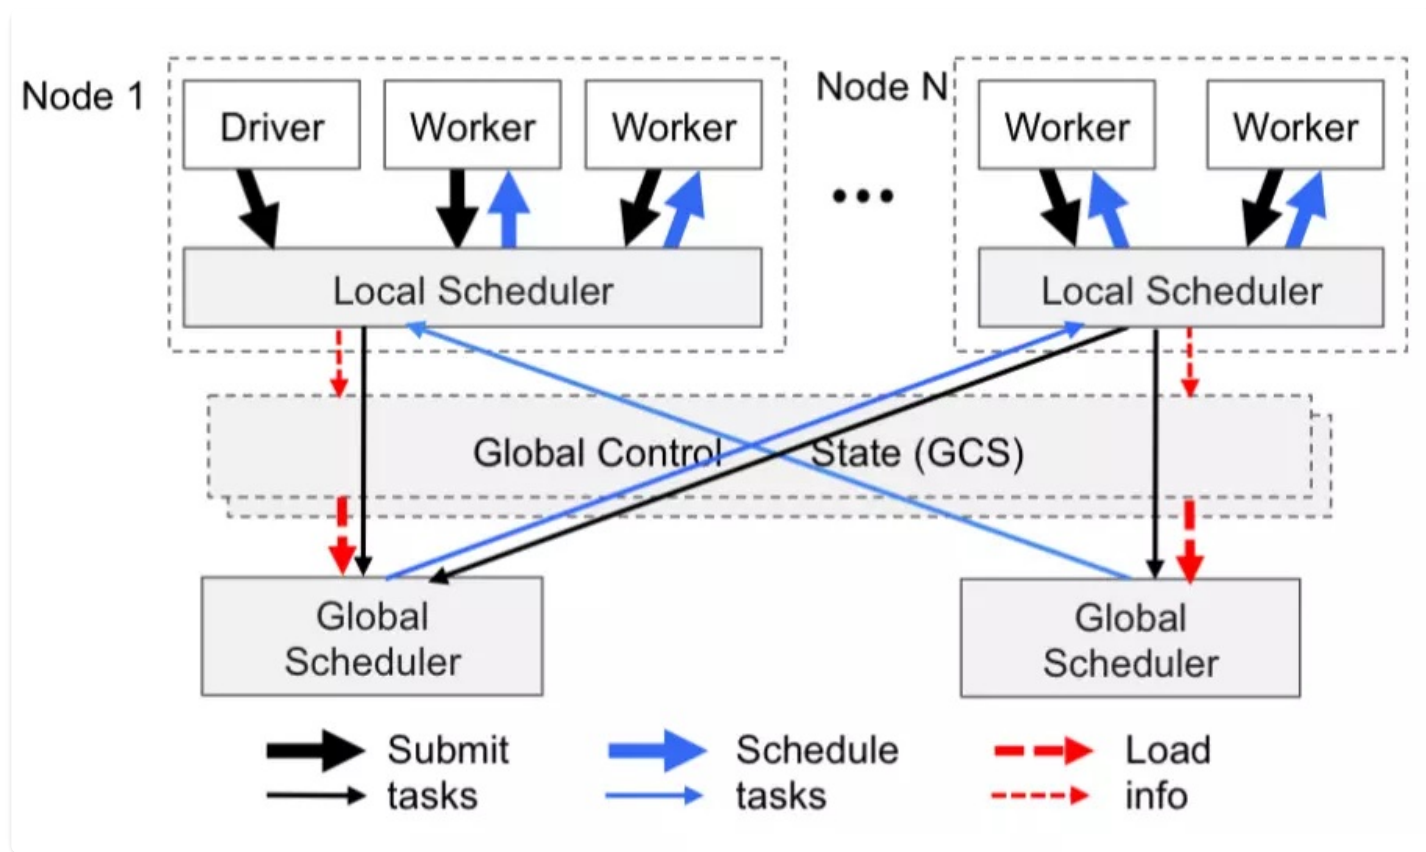 Node 1
Driver
Worker
Worker
Node N
Worker
Worker
...
Local Scheduler
Local Scheduler
Global Control State (GCS)
Global
Scheduler
Global
Scheduler
Submit
tasks
Schedule
tasks
Load
info